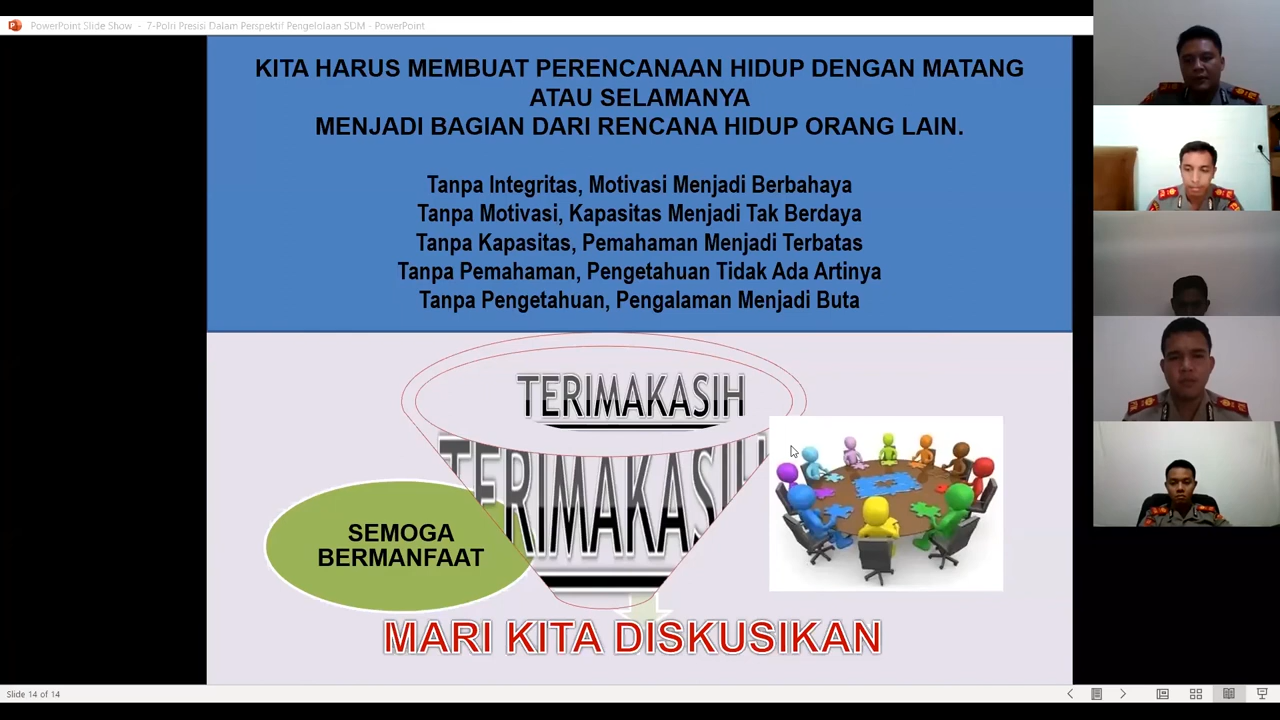 PowerPoint Slide Show - 7-Polri Presisi Dalam Perspektif Pengelolaan SDM - PowerPoint
KITA HARUS MEMBUAT PERENCANAAN HIDUP DENGAN MATANG
ATAU SELAMANYA
MENJADI BAGIAN DARI RENCANA HIDUP ORANG LAIN.
Tanpa Integritas, Motivasi Menjadi Berbahaya
Tanpa Motivasi, Kapasitas Menjadi Tak Berdaya
Tanpa Kapasitas, Pemahaman Menjadi Terbatas
Tanpa Pemahaman, Pengetahuan Tidak Ada Artinya
Tanpa Pengetahuan, Pengalaman Menjadi Buta
TERIMAKASIH
TERIMAKASIH
SEMOGA
BERMANFAAT
MARI KITA DISKUSIKAN
Slide 14 of 14